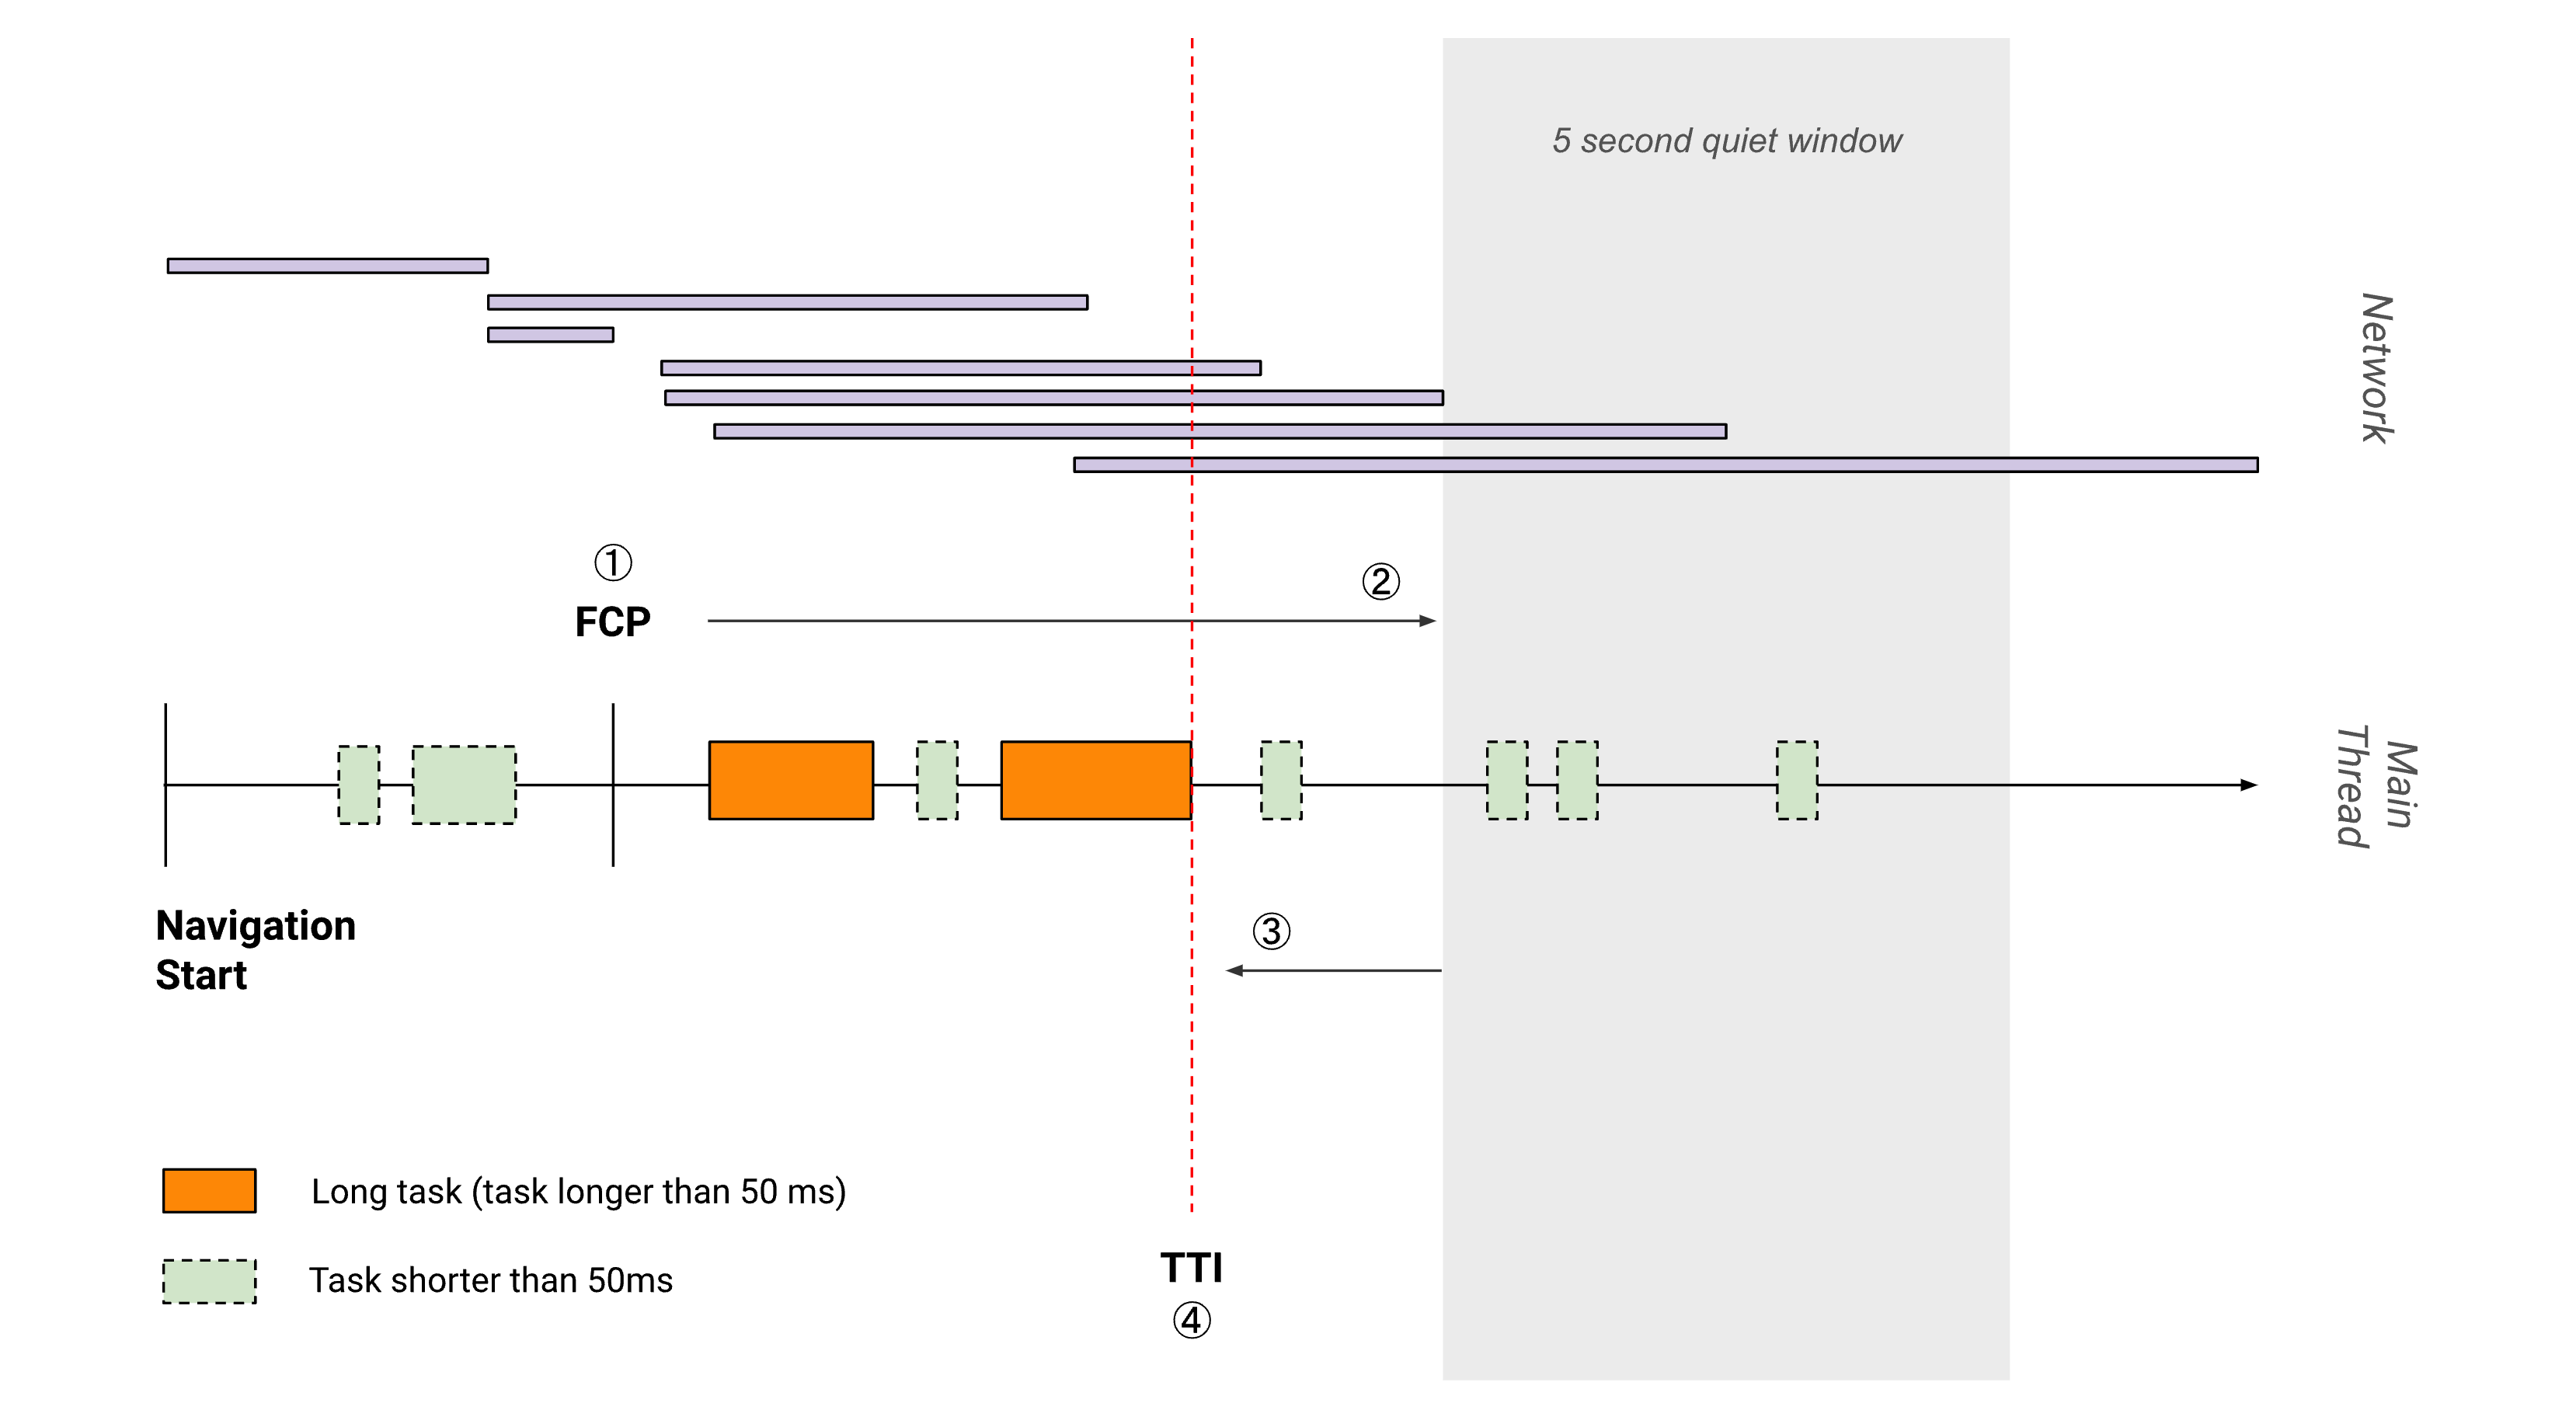 5 second quiet window
Network
①
②
FCP
Main
Thread
Navigation
Start
③
Long task (task longer than 50 ms)
Task shorter than 50ms
TTI
④